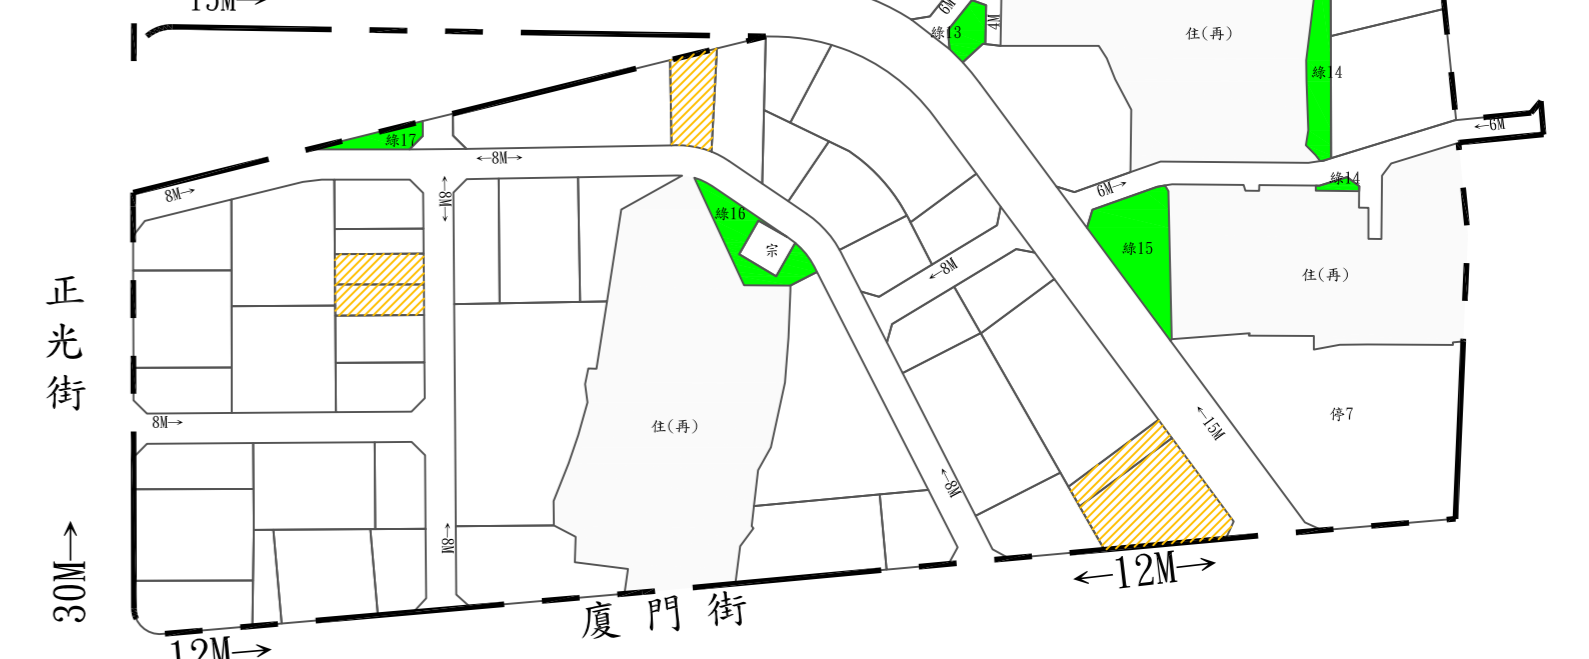 15M→
6M
4M
綠13
住(再)
綠14
←6M
綠17
←8M→
8M→
←8M→
綠14
6M→
綠16
宗
綠15
←8M
住(再)
正光街
30M→
8M→
住(再)
←15M
停7
←8M
←8M
←12M→
廈門街
12M→